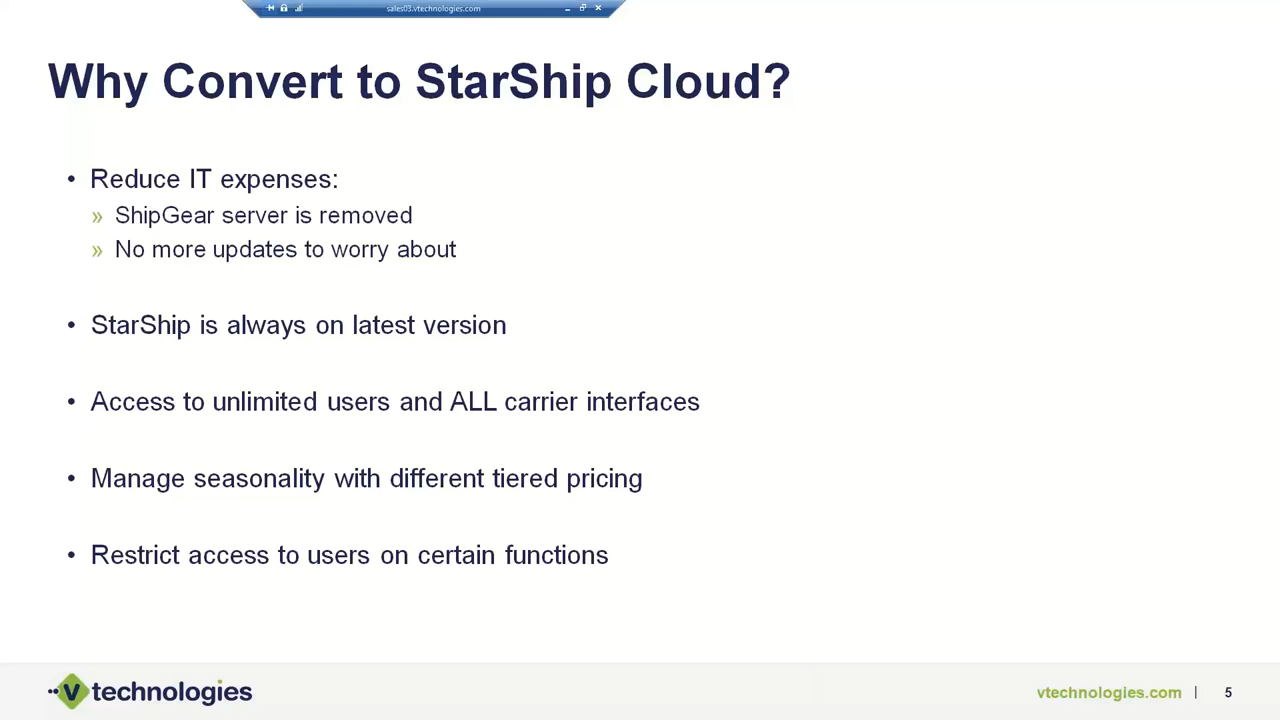 sales03.vtechnologies.com
Why Convert to StarShip Cloud?
• Reduce IT expenses:
» ShipGear server is removed
» No more updates to worry about
• StarShip is always on latest version
• Access to unlimited users and ALL carrier interfaces
• Manage seasonality with different tiered pricing
• Restrict access to users on certain functions
V technologies
vtechnologies.com | 5